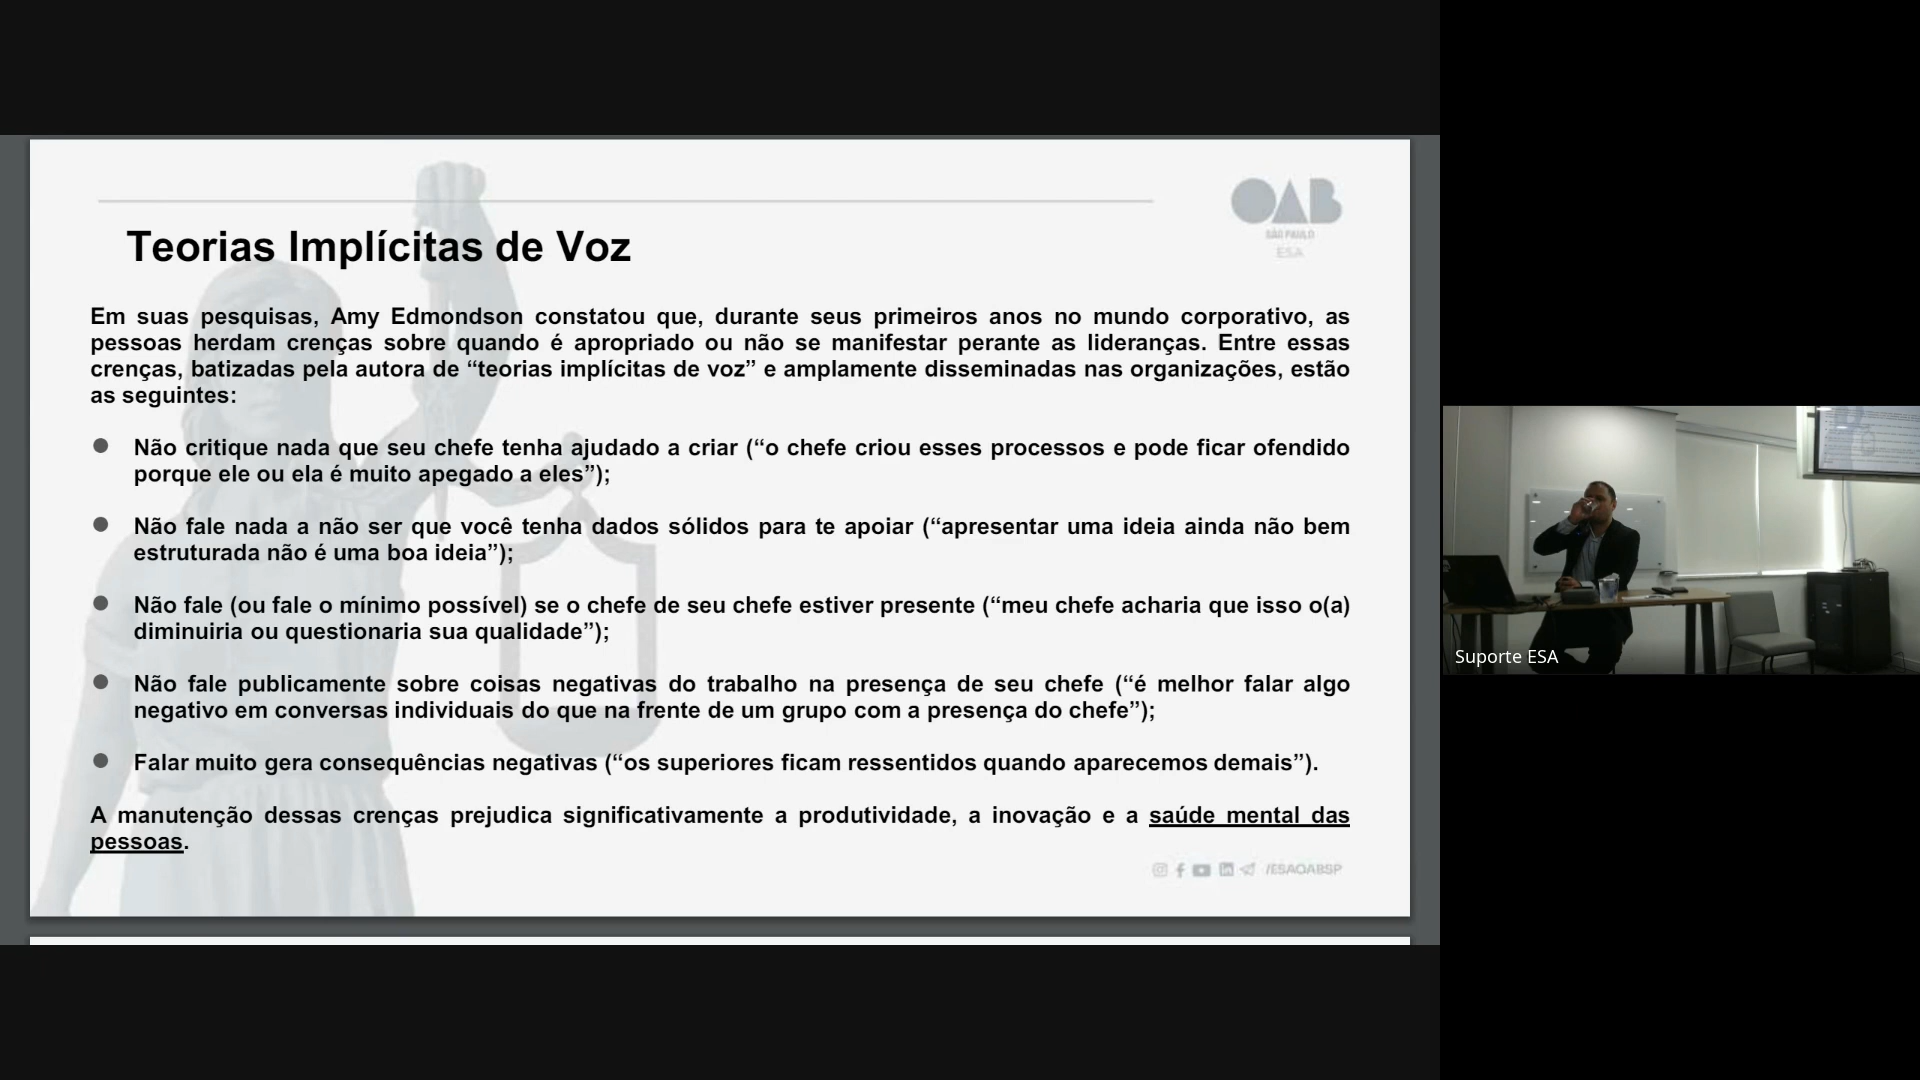 OAB
SÃO PAULO
ESA
Teorias Implícitas de Voz
Em suas pesquisas, Amy Edmondson constatou que, durante seus primeiros anos no mundo corporativo, as
pessoas herdam crenças sobre quando é apropriado ou não se manifestar perante as lideranças. Entre essas
crenças, batizadas pela autora de “teorias implícitas de voz” e amplamente disseminadas nas organizações, estão
as seguintes:
● Não critique nada que seu chefe tenha ajudado a criar (“o chefe criou esses processos e pode ficar ofendido
porque ele ou ela é muito apegado a eles”);
● Não fale nada a não ser que você tenha dados sólidos para te apoiar (“apresentar uma ideia ainda não bem
estruturada não é uma boa ideia”);
● Não fale (ou fale o mínimo possível) se o chefe de seu chefe estiver presente (“meu chefe acharia que isso o(a)
diminuiria ou questionaria sua qualidade”);
● Não fale publicamente sobre coisas negativas do trabalho na presença de seu chefe (“é melhor falar algo
negativo em conversas individuais do que na frente de um grupo com a presença do chefe”);
● Falar muito gera consequências negativas (“os superiores ficam ressentidos quando aparecemos demais”).
A manutenção dessas crenças prejudica significativamente a produtividade, a inovação e a saúde mental das
pessoas.
/ESAOABSP
Suporte ESA